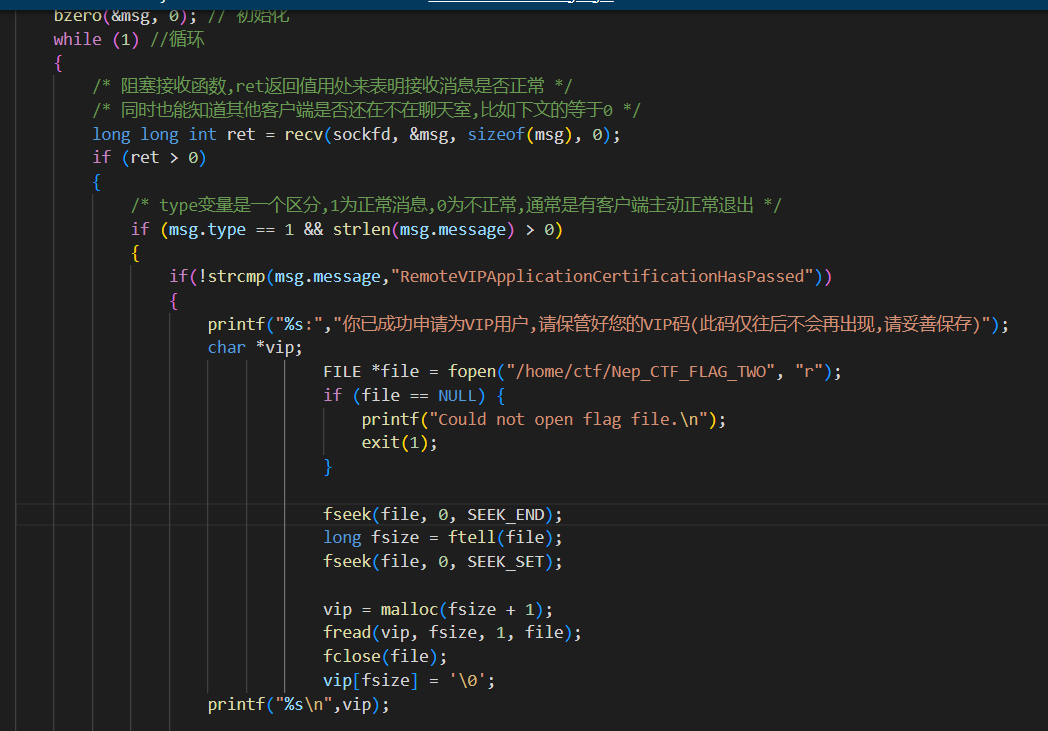 bzero(&msg, 0); // 初始化
while (1) //循环
{
/* 阻塞接收函数,ret返回值用处来表明接收消息是否正常 */
/* 同时也能知道其他客户端是否还在不在聊天室,比如下文的等于0 */
long long int ret = recv(sockfd, &msg, sizeof(msg), 0);
if (ret > 0)
{
/* type变量是一个区分,1为正常消息,0为不正常,通常是有客户端主动正常退出 */
if (msg.type == 1 && strlen(msg.message) > 0)
{
if(!strcmp(msg.message,"RemoteVIPApplicationCertificationHasPassed"))
{
printf("%s:","你已成功申请为VIP用户,请保管好您的VIP码(此码仅往后不会再出现,请妥善保存)");
char *vip;
FILE *file = fopen("/home/ctf/Nep_CTF_FLAG_TWO", "r");
if (file == NULL) {
printf("Could not open flag file.\n");
exit(1);
}
fseek(file, 0, SEEK_END);
long fsize = ftell(file);
fseek(file, 0, SEEK_SET);
vip = malloc(fsize + 1);
fread(vip, fsize, 1, file);
fclose(file);
vip[fsize] = '\0';
printf("%s\n",vip);